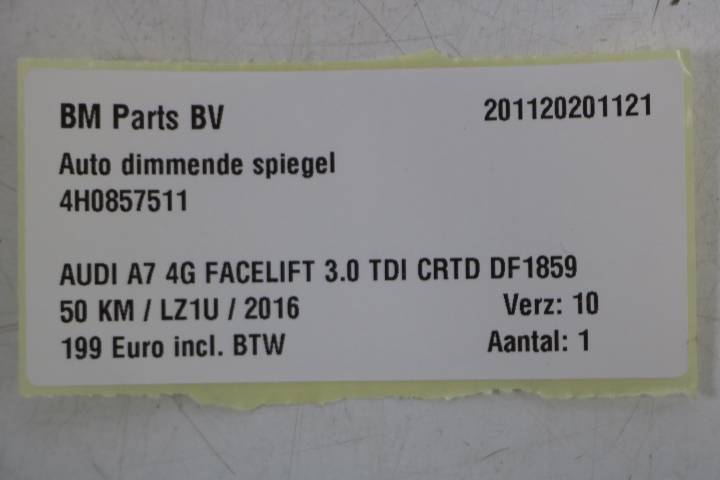 BM Parts BV 201120201121
Auto dimmende spiegel
4H0857511
AUDI A7 4G FACELIFT 3.0 TDI CRTD DF1859
50 KM / LZ1U / 2016 Verz: 10
199 Euro incl. BTW Aantal: 1